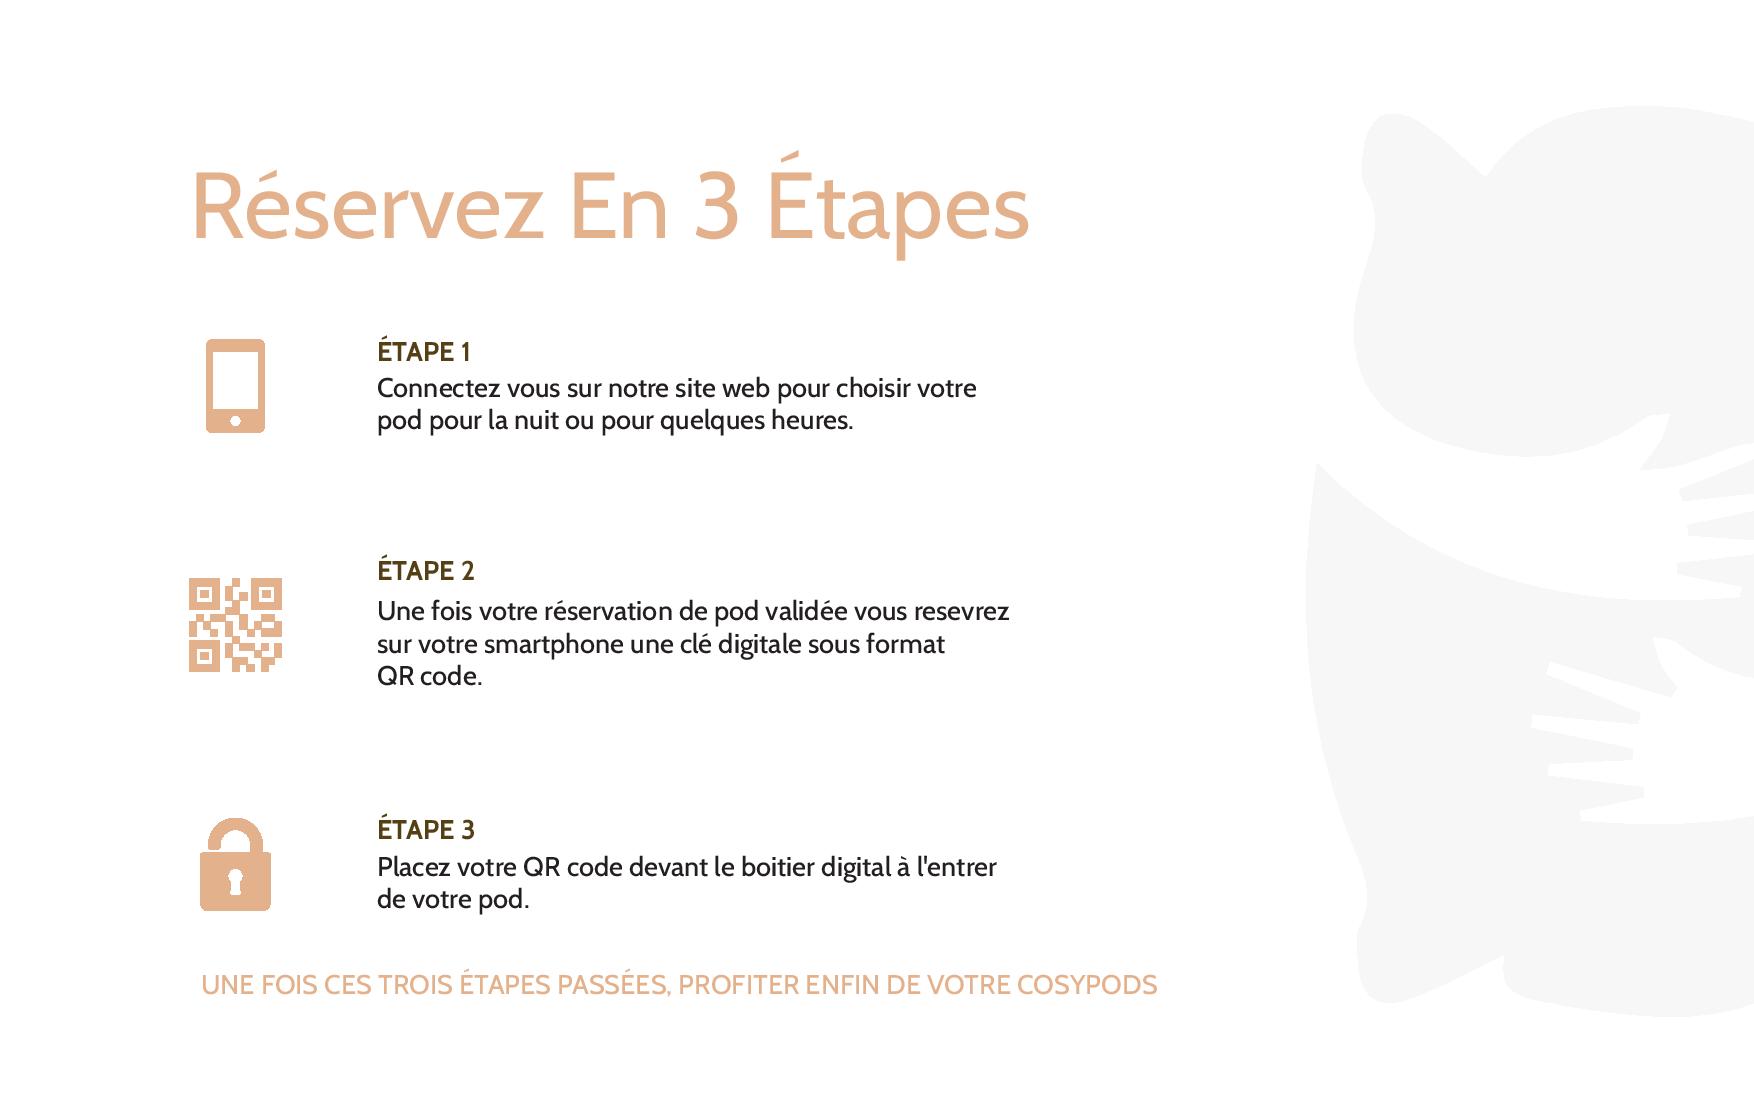 Réservez En 3 Étapes
ÉTAPE 1
Connectez vous sur notre site web pour choisir votre
pod pour la nuit ou pour quelques heures.
ÉTAPE 2
Une fois votre réservation de pod validée vous resevrez
sur votre smartphone une clé digitale sous format
QR code.
ÉTAPE 3
Placez votre QR code devant le boitier digital à l'entrer
de votre pod.
UNE FOIS CES TROIS ÉTAPES PASSÉES, PROFITER ENFIN DE VOTRE COSYPODS